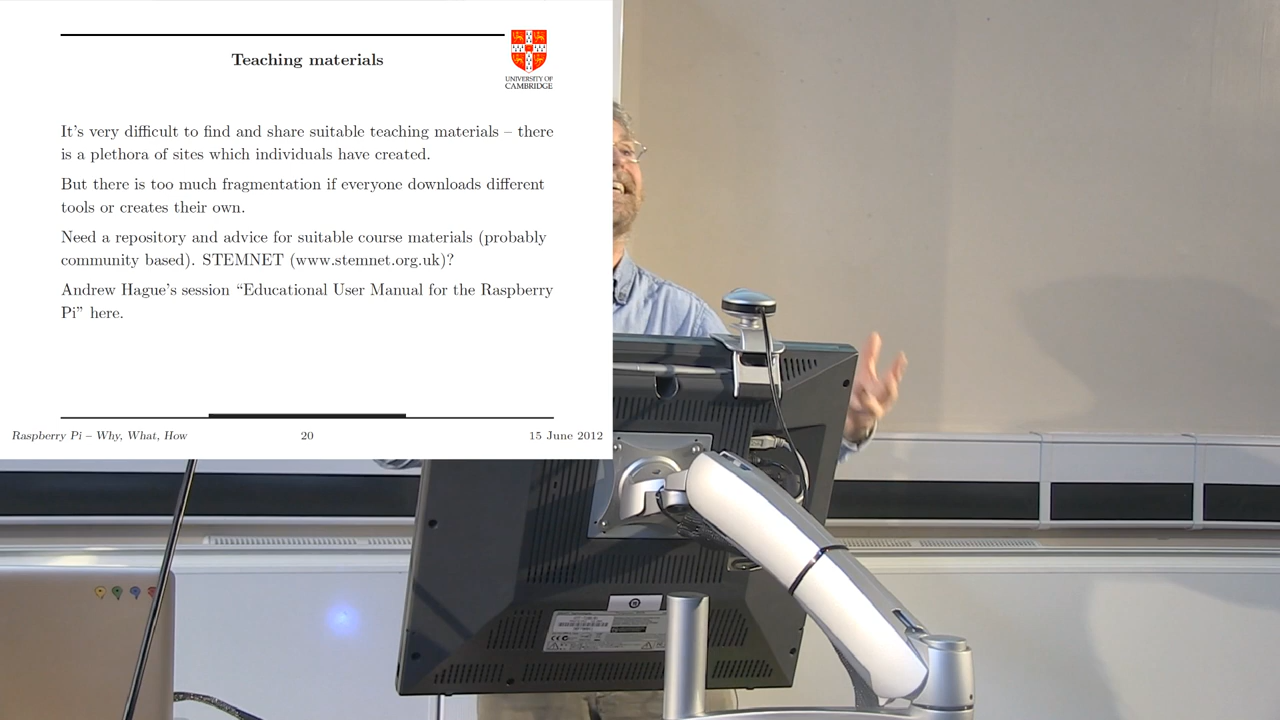 Teaching materials
UNIVERSITY OF
CAMBRIDGE
It's very difficult to find and share suitable teaching materials – there
is a plethora of sites which individuals have created.
But there is too much fragmentation if everyone downloads different
tools or creates their own.
Need a repository and advice for suitable course materials (probably
community based). STEMNET (www.stemnet.org.uk)?
Andrew Hague's session “Educational User Manual for the Raspberry
Pi” here.
Raspberry Pi – Why, What, How
20
15 June 2012